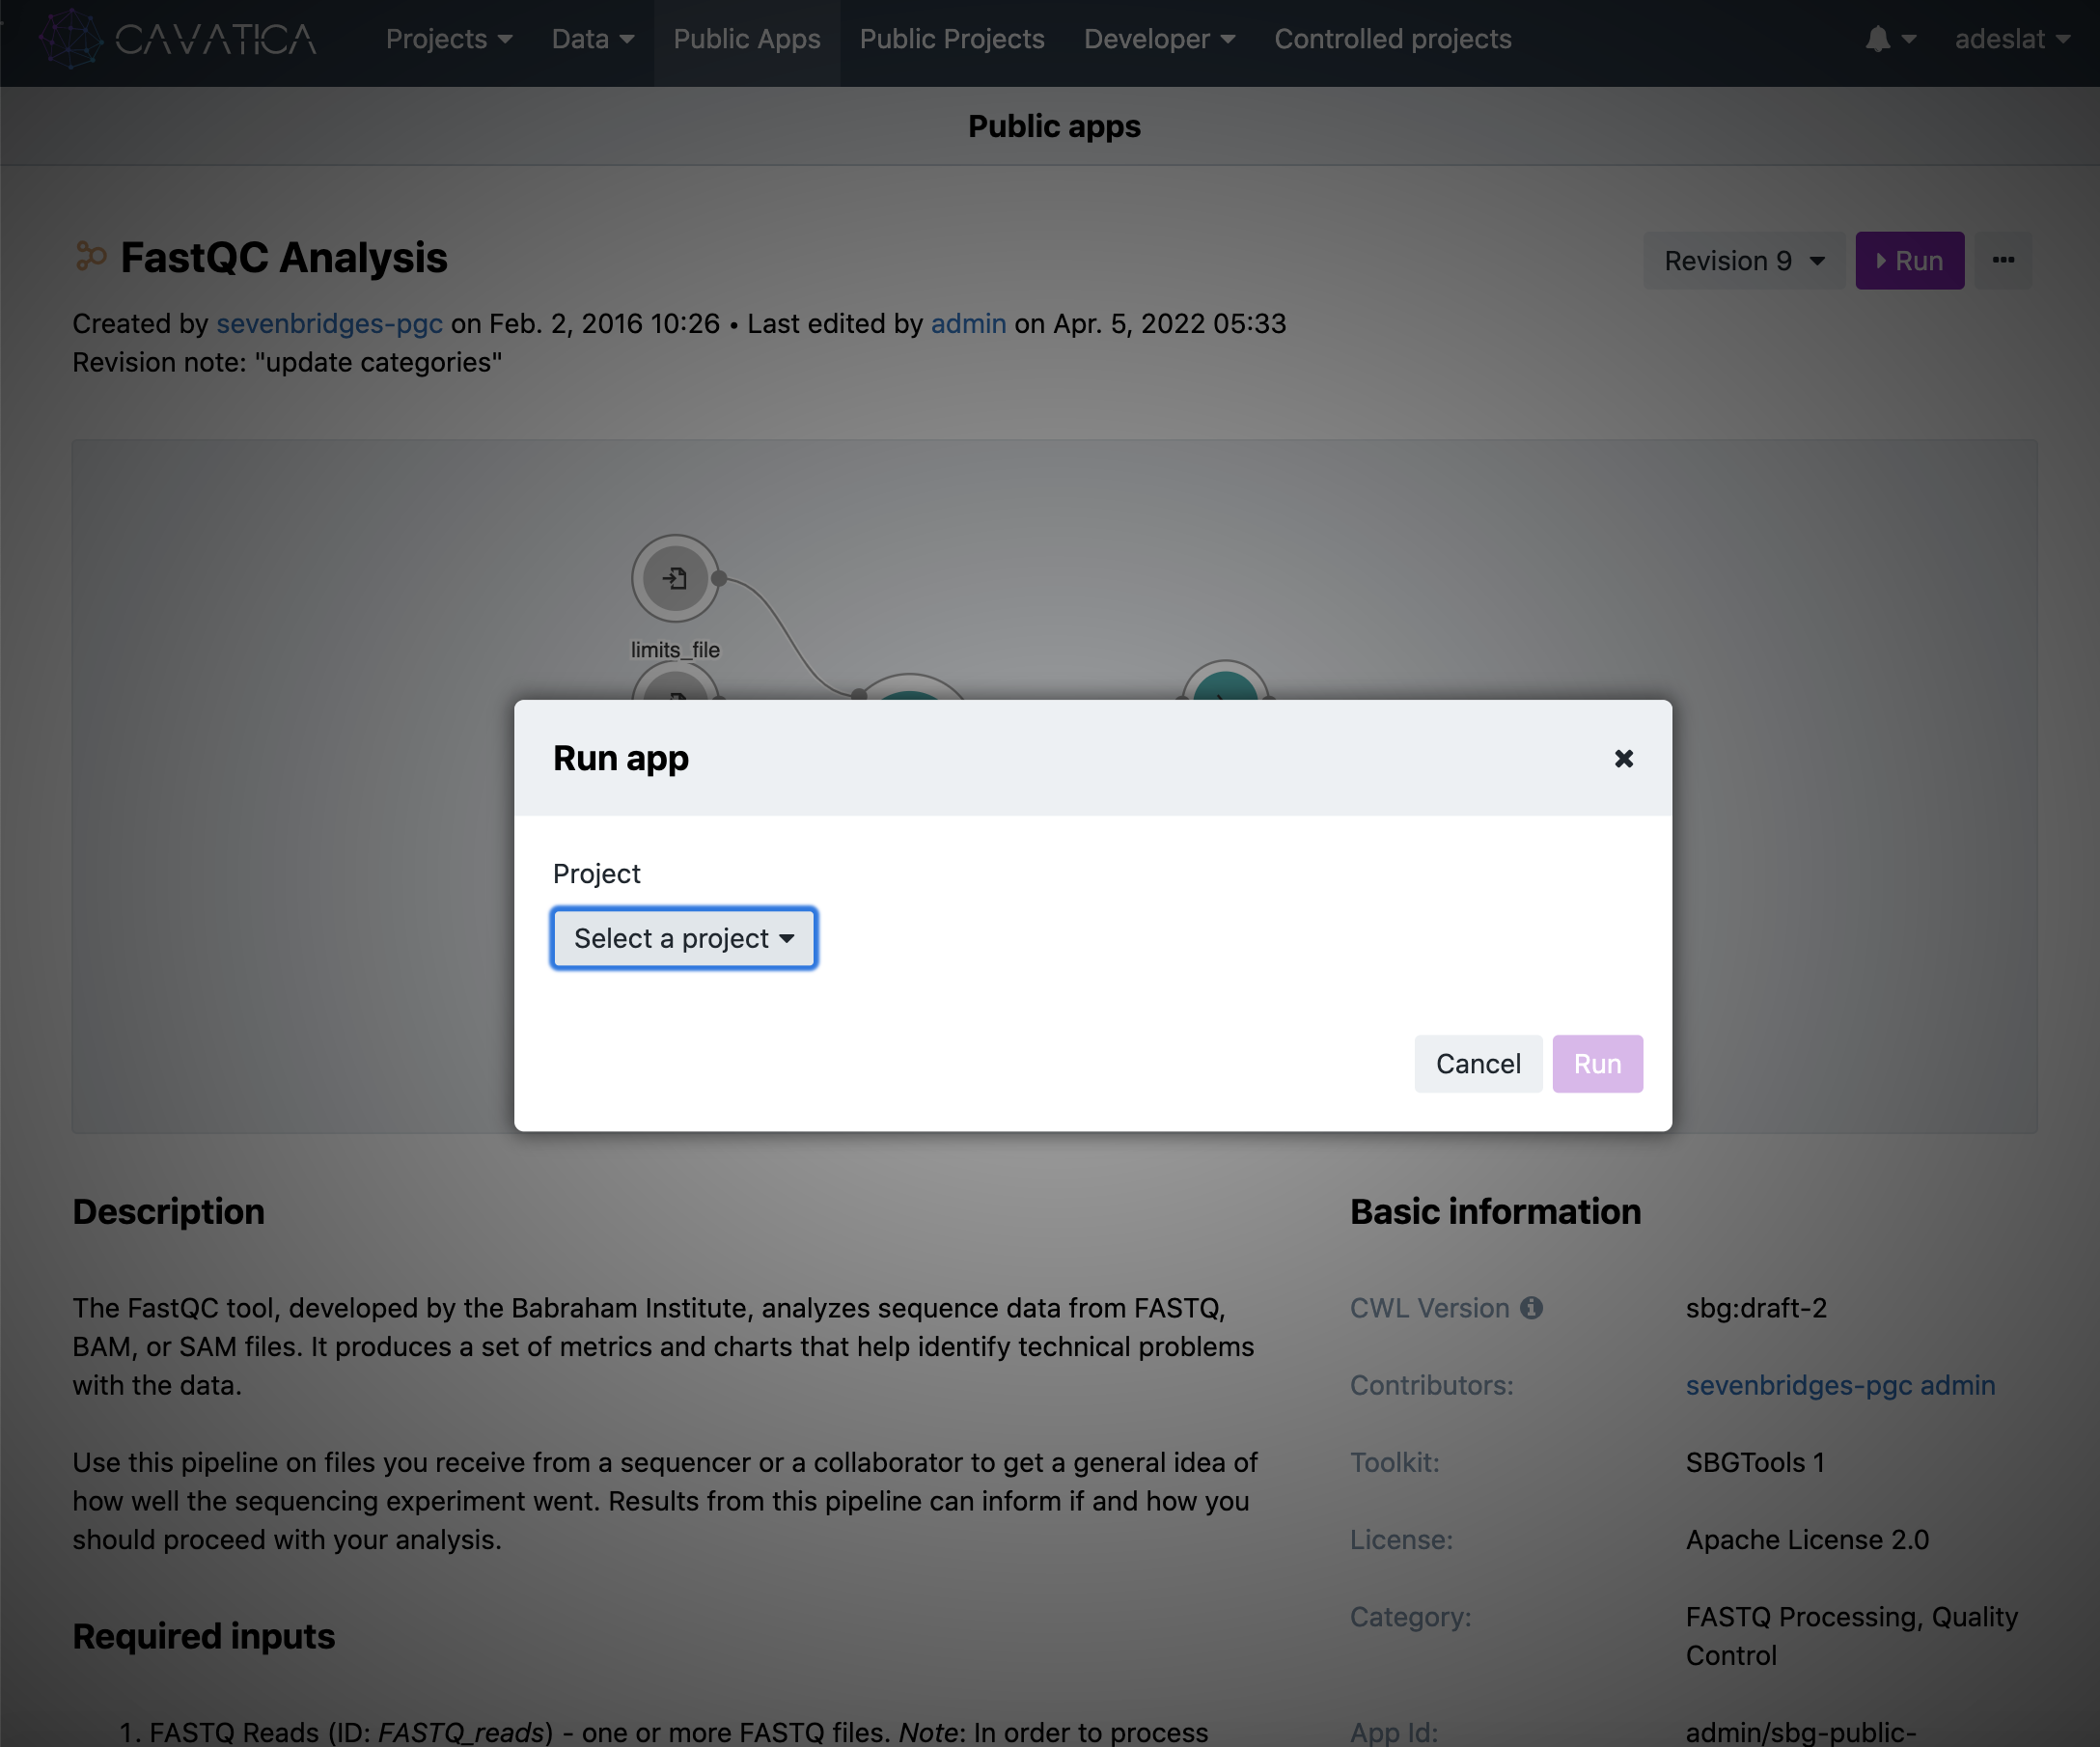 CAVATICA
Projects
Data
Public Apps
Public Projects
Developer
Controlled projects
adeslat
Public apps
FastQC Analysis
Revision 9
Run
Created by sevenbridges-pgc on Feb. 2, 2016 10:26 • Last edited by admin on Apr. 5, 2022 05:33
Revision note: "update categories"
limits_file
Run app
Project
Select a project
Cancel
Run
Description
The FastQC tool, developed by the Babraham Institute, analyzes sequence data from FASTQ,
BAM, or SAM files. It produces a set of metrics and charts that help identify technical problems
with the data.
Use this pipeline on files you receive from a sequencer or a collaborator to get a general idea of
how well the sequencing experiment went. Results from this pipeline can inform if and how you
should proceed with your analysis.
Required inputs
1. FASTQ Reads (ID: FASTQ_reads) - one or more FASTQ files. Note: In order to process
Basic information
CWL Version
sbg:draft-2
Contributors:
sevenbridges-pgc admin
Toolkit:
SBGTools 1
License:
Apache License 2.0
Category:
FASTQ Processing, Quality
Control
App Id:
admin/sbg-public-